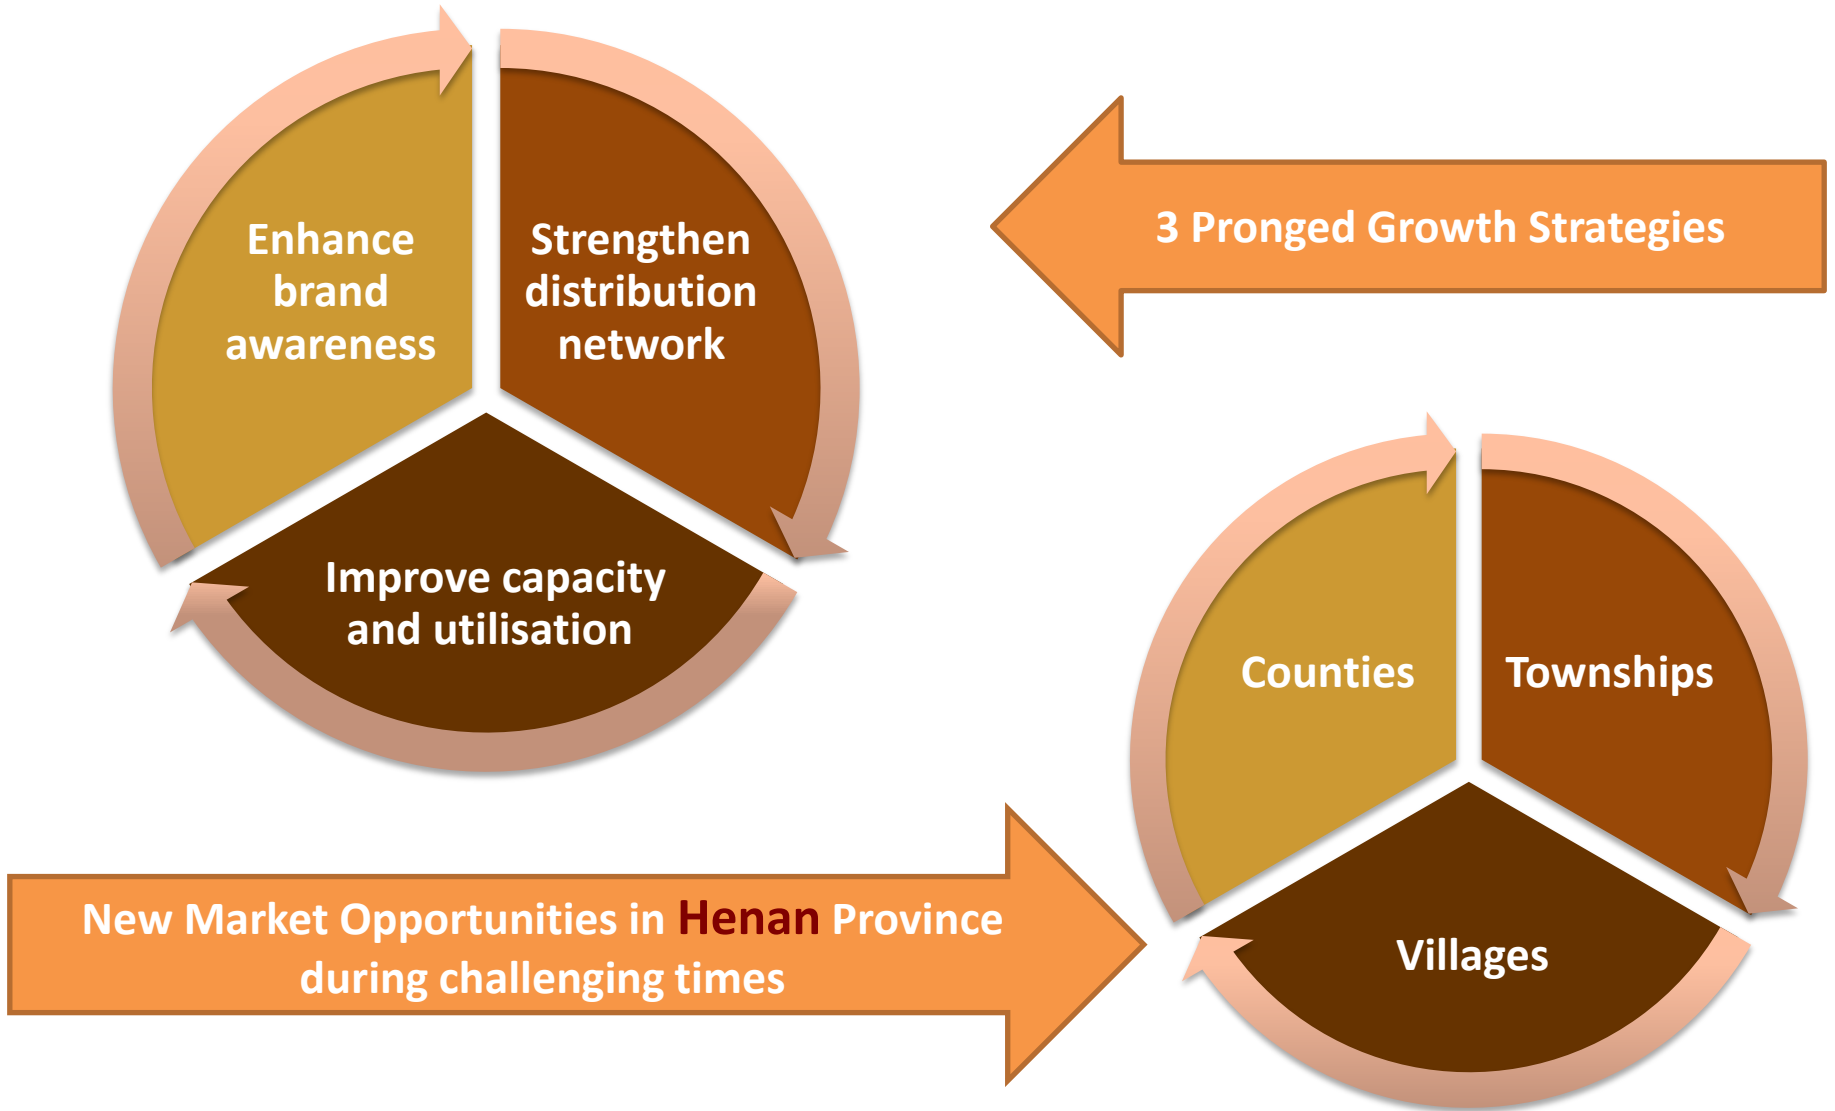 Enhance
brand
awareness
Strengthen
distribution
network
Improve capacity
and utilisation
3 Pronged Growth Strategies
Counties
Townships
Villages
New Market Opportunities in Henan Province
during challenging times